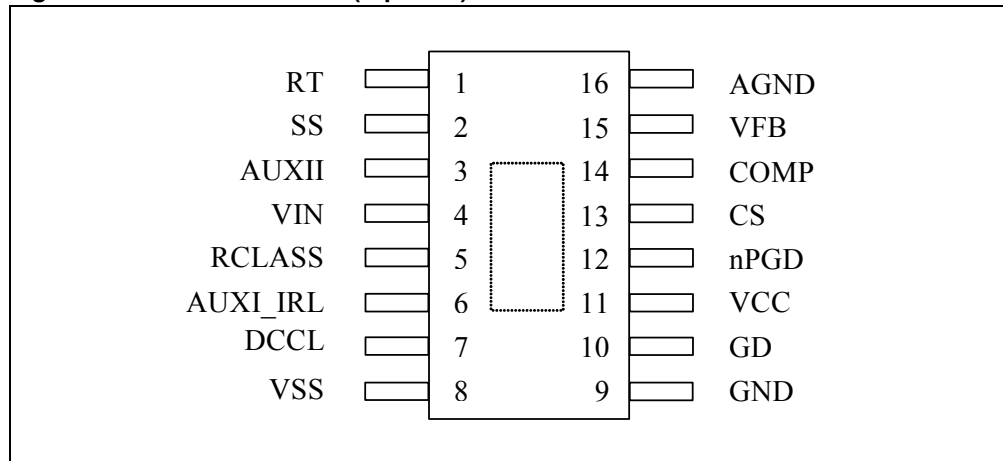 RT 1 16 AGND
SS 2 15 VFB
AUXII 3 14 COMP
VIN 4 13 CS
RCLASS 5 12 nPGD
AUXI_IRL 6 11 VCC
DCCL 7 10 GD
VSS 8 9 GND